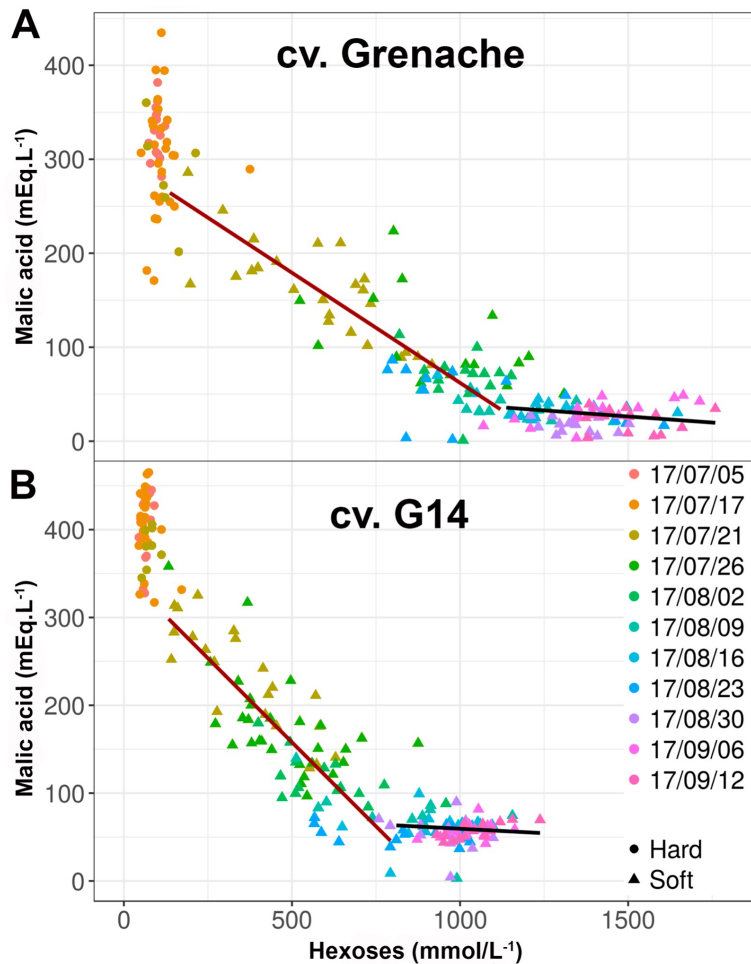 A
cv. Grenache
Malic acid (mEq.L⁻¹)
400
300
200
100
0
B
cv. G14
Malic acid (mEq.L⁻¹)
400
300
200
100
0
17/07/05
17/07/17
17/07/21
17/07/26
17/08/02
17/08/09
17/08/16
17/08/23
17/08/30
17/09/06
17/09/12
Hard
Soft
0 500 1000 1500
Hexoses (mmol/L⁻¹)